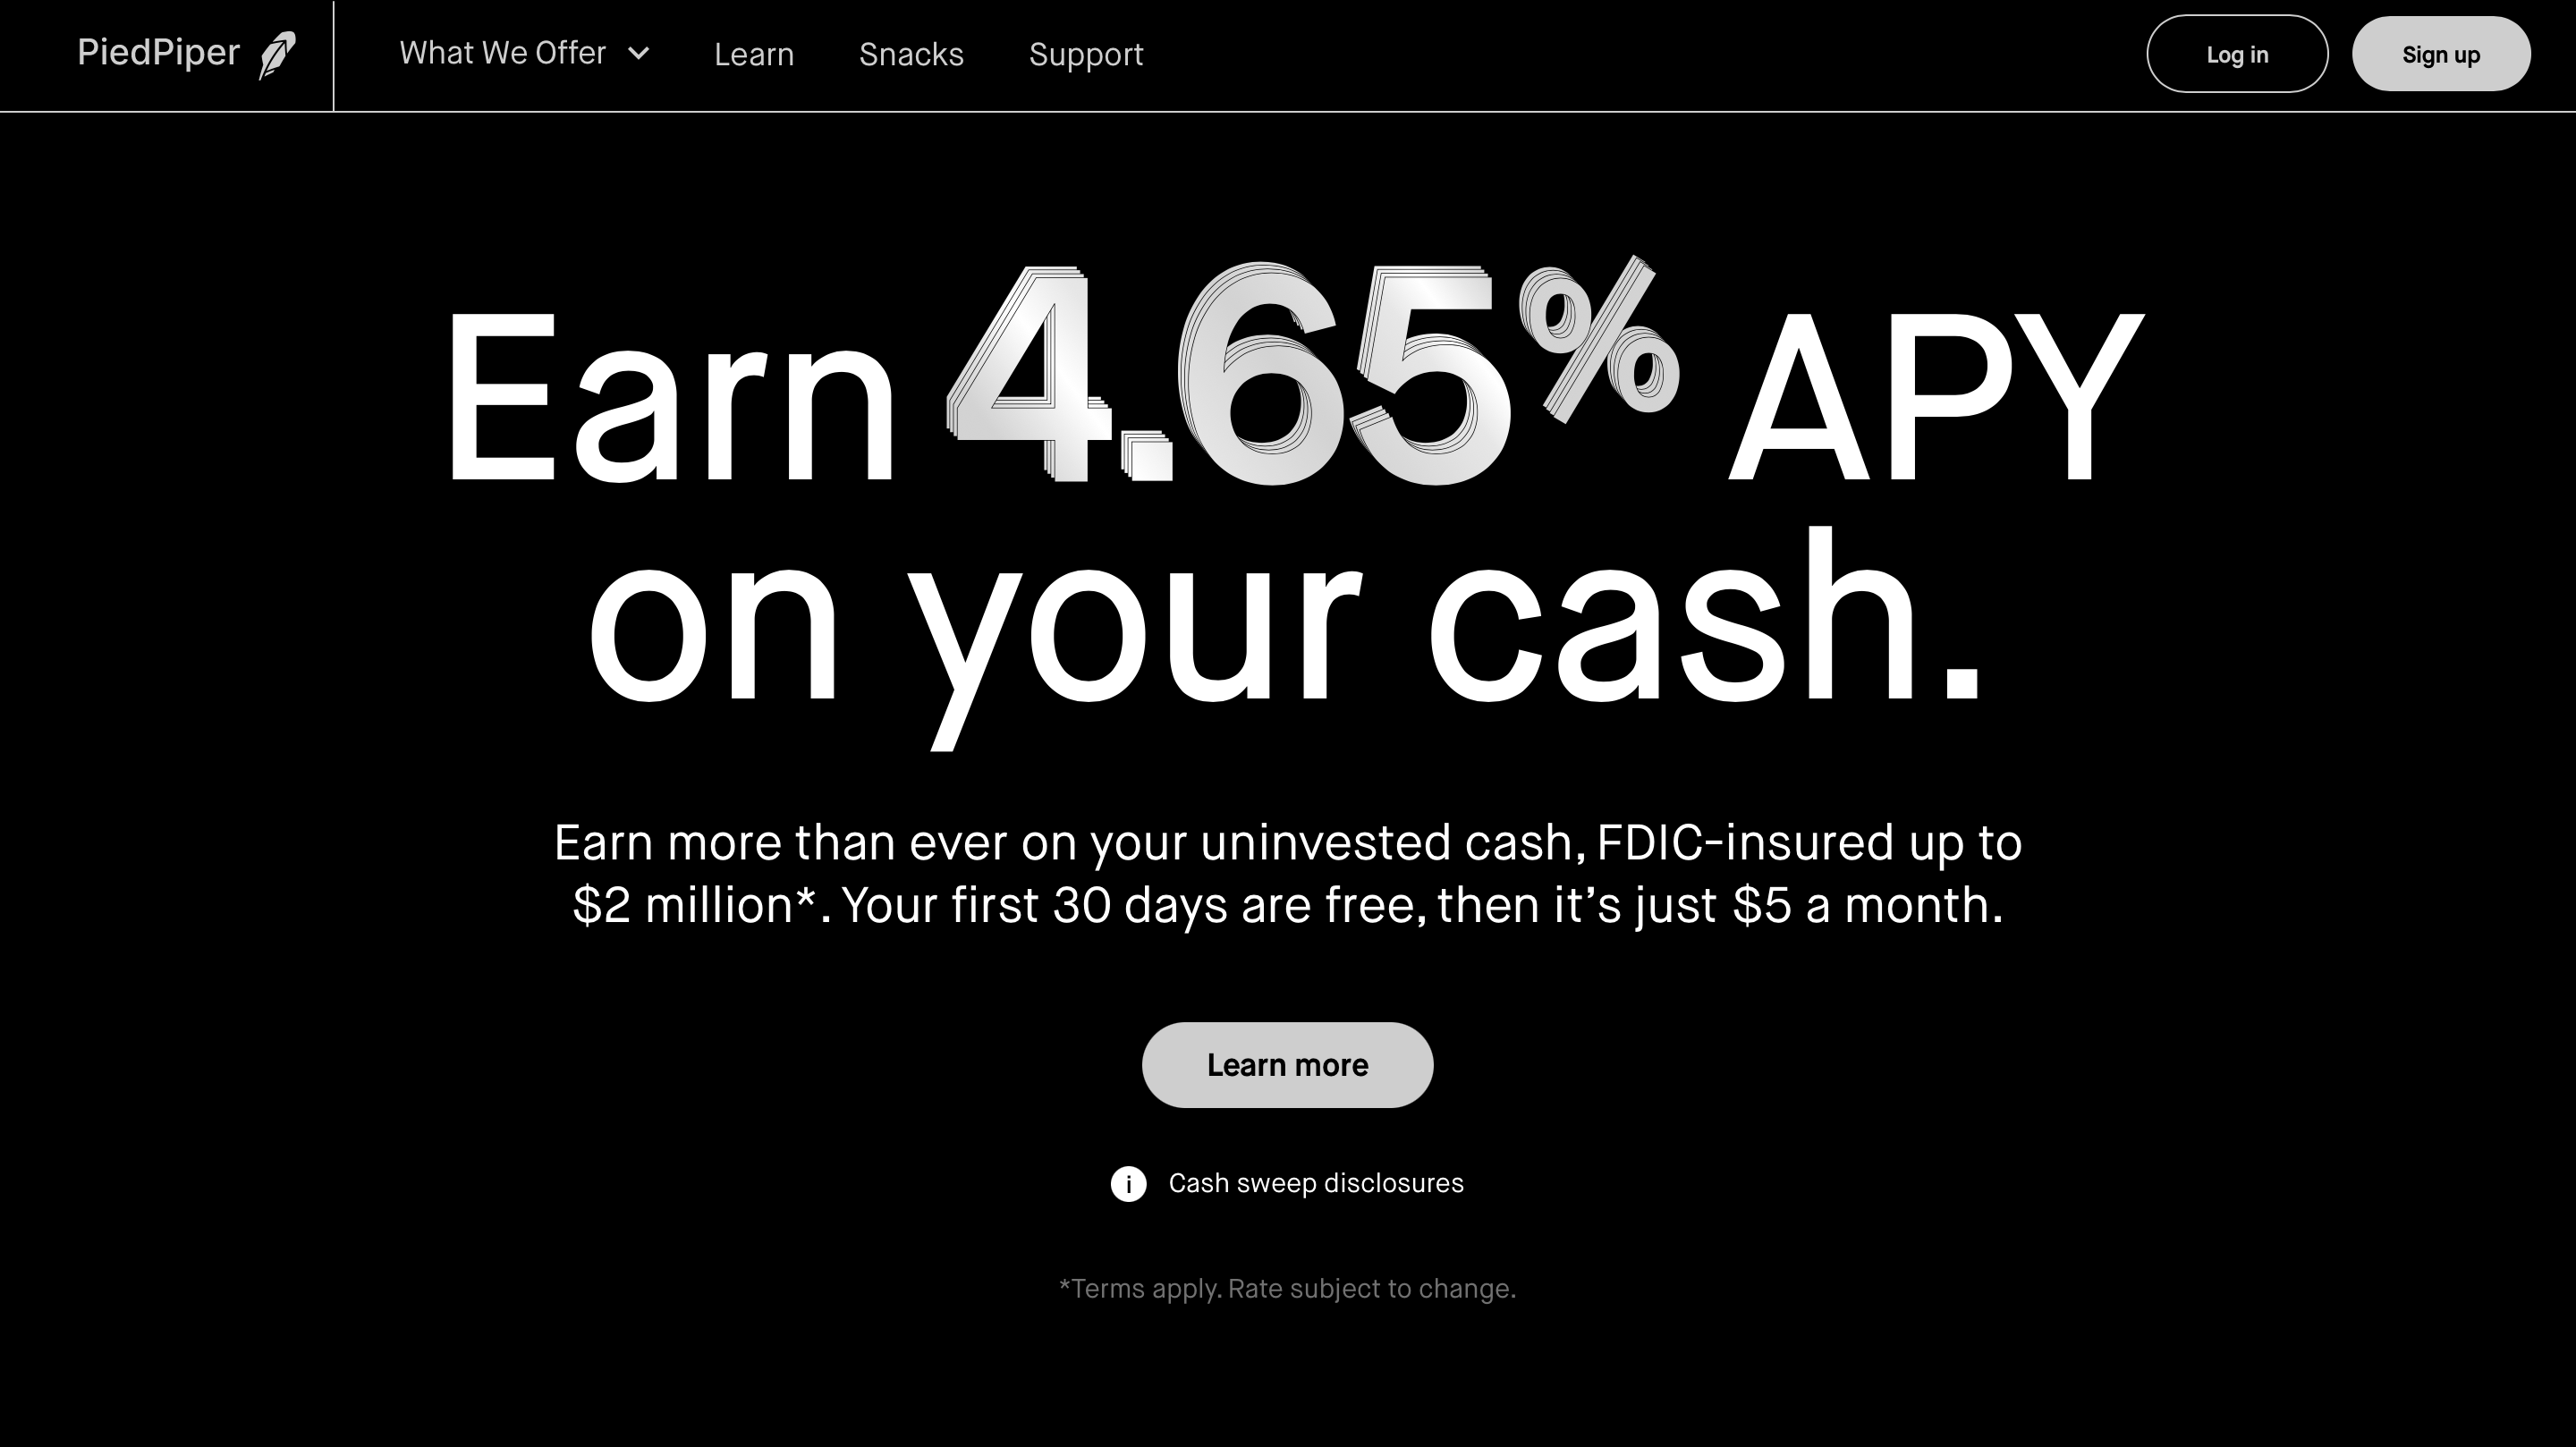 PiedPiper
What We Offer
Learn
Snacks
Support
Log in
Sign up
Earn 4.65% APY
on your cash.
Earn more than ever on your uninvested cash, FDIC-insured up to
$2 million*. Your first 30 days are free, then it’s just $5 a month.
Learn more
i Cash sweep disclosures
*Terms apply. Rate subject to change.